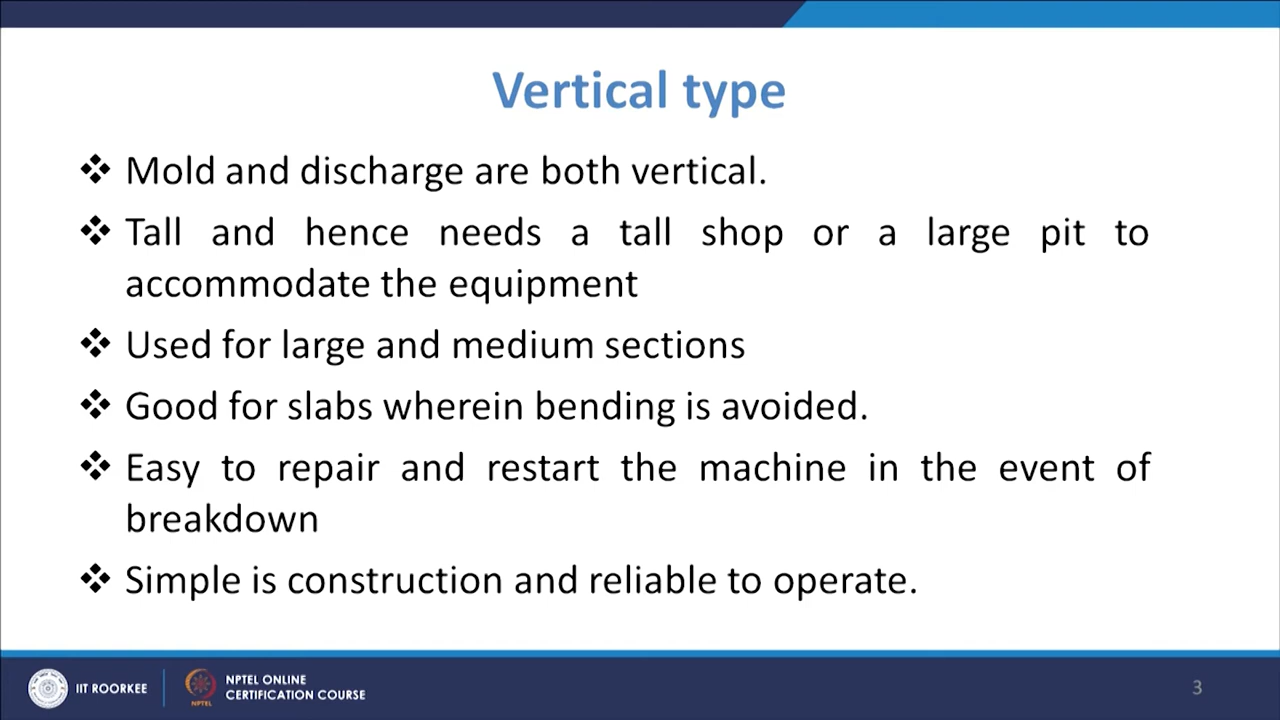 Vertical type
❖ Mold and discharge are both vertical.
❖ Tall and hence needs a tall shop or a large pit to
accommodate the equipment
❖ Used for large and medium sections
❖ Good for slabs wherein bending is avoided.
❖ Easy to repair and restart the machine in the event of
breakdown
❖ Simple is construction and reliable to operate.
IIT ROORKEE
NPTEL
NPTEL ONLINE
CERTIFICATION COURSE
3